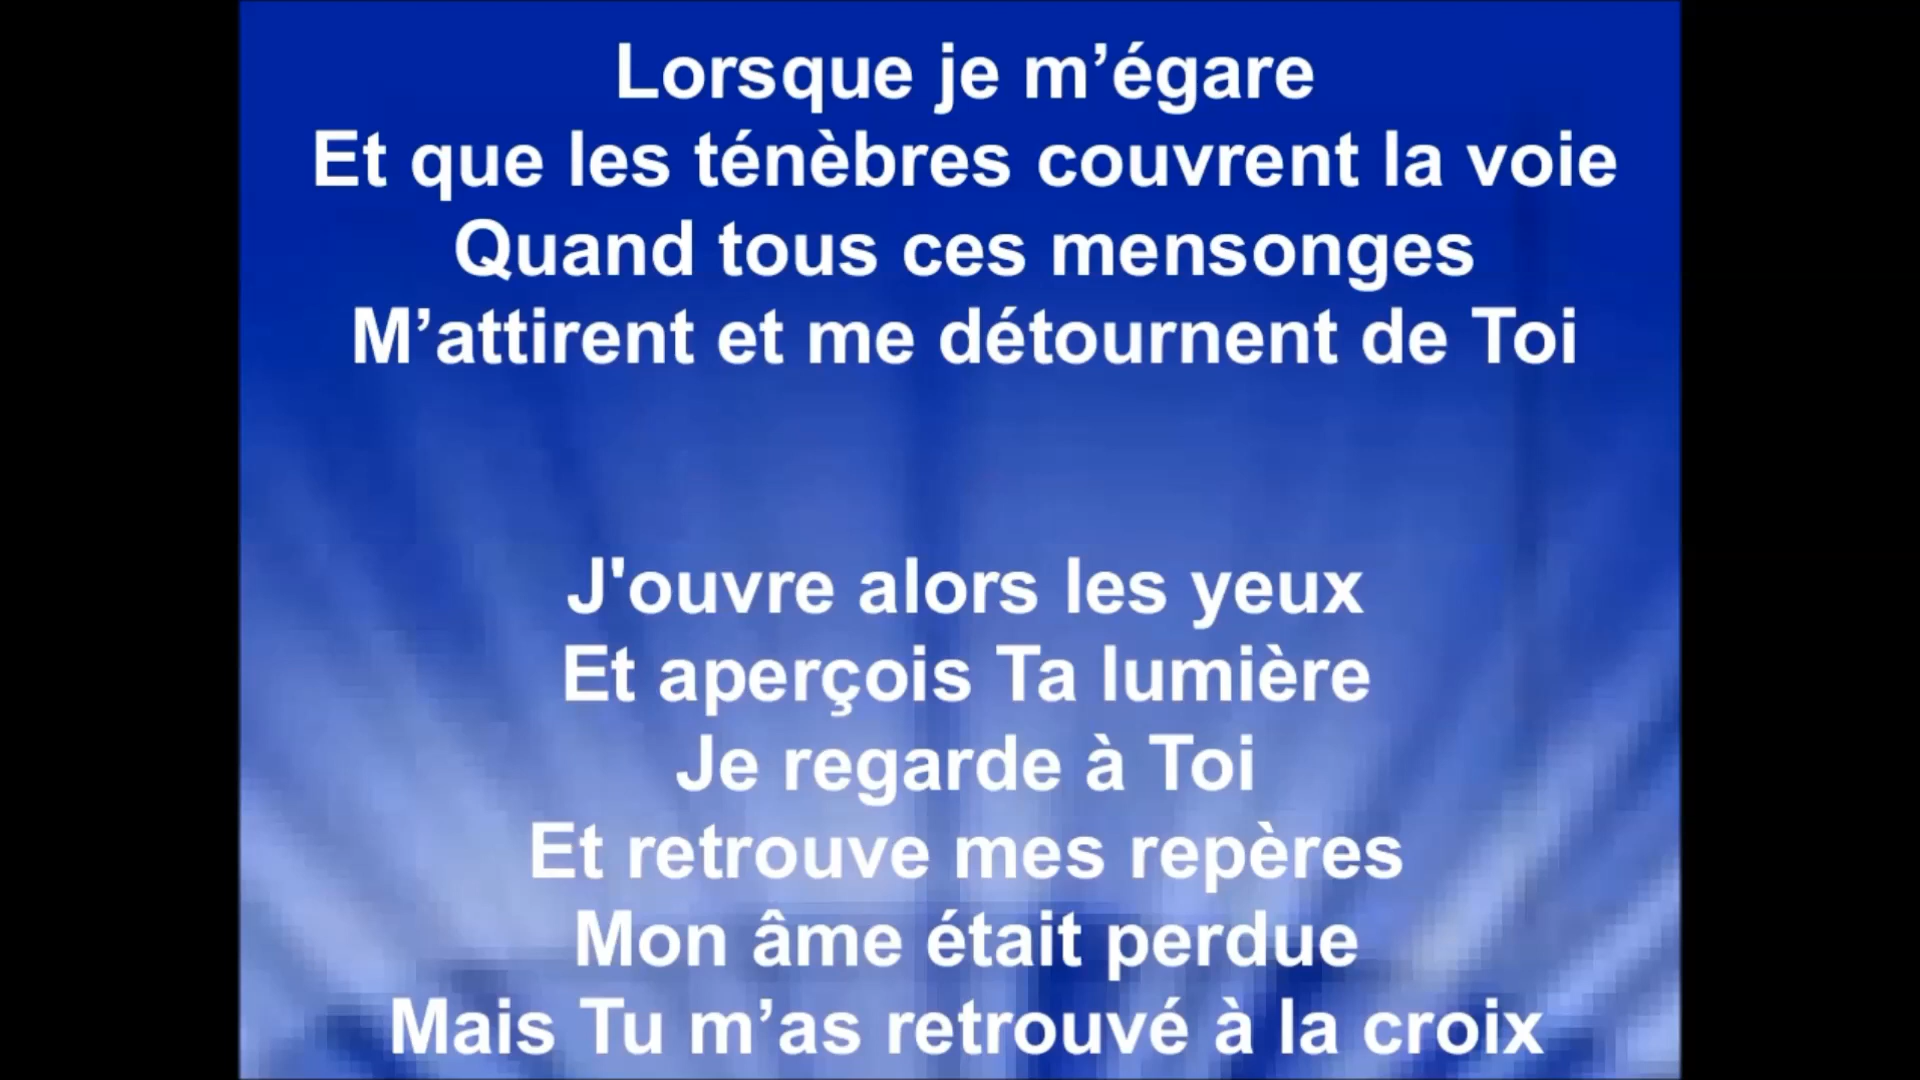 Lorsque je m’égare
Et que les ténèbres couvrent la voie
Quand tous ces mensonges
M’attirent et me détournent de Toi
J'ouvre alors les yeux
Et aperçois Ta lumière
Je regarde à Toi
Et retrouve mes repères
Mon âme était perdue
Mais Tu m’as retrouvé à la croix